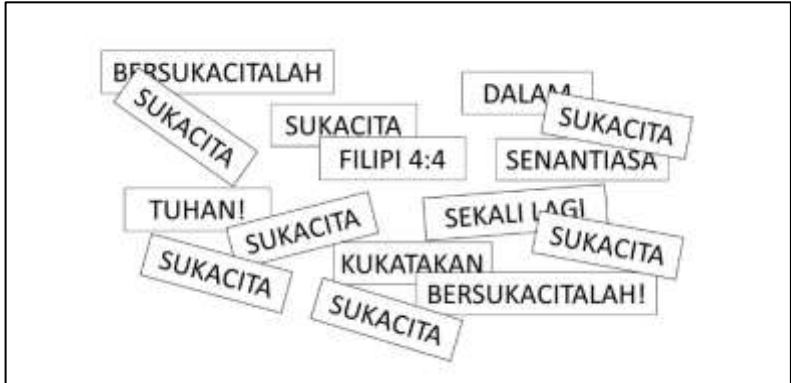 BERSUKACITALAH
DALAM
SUKACITA
SUKACITA
SUKACITA
FILIPI 4:4
SENANTIASA
TUHAN!
SUKACITA
SEKALI LAGI
SUKACITA
SUKACITA
KUKATAKAN
BERSUKACITALAH!
SUKACITA